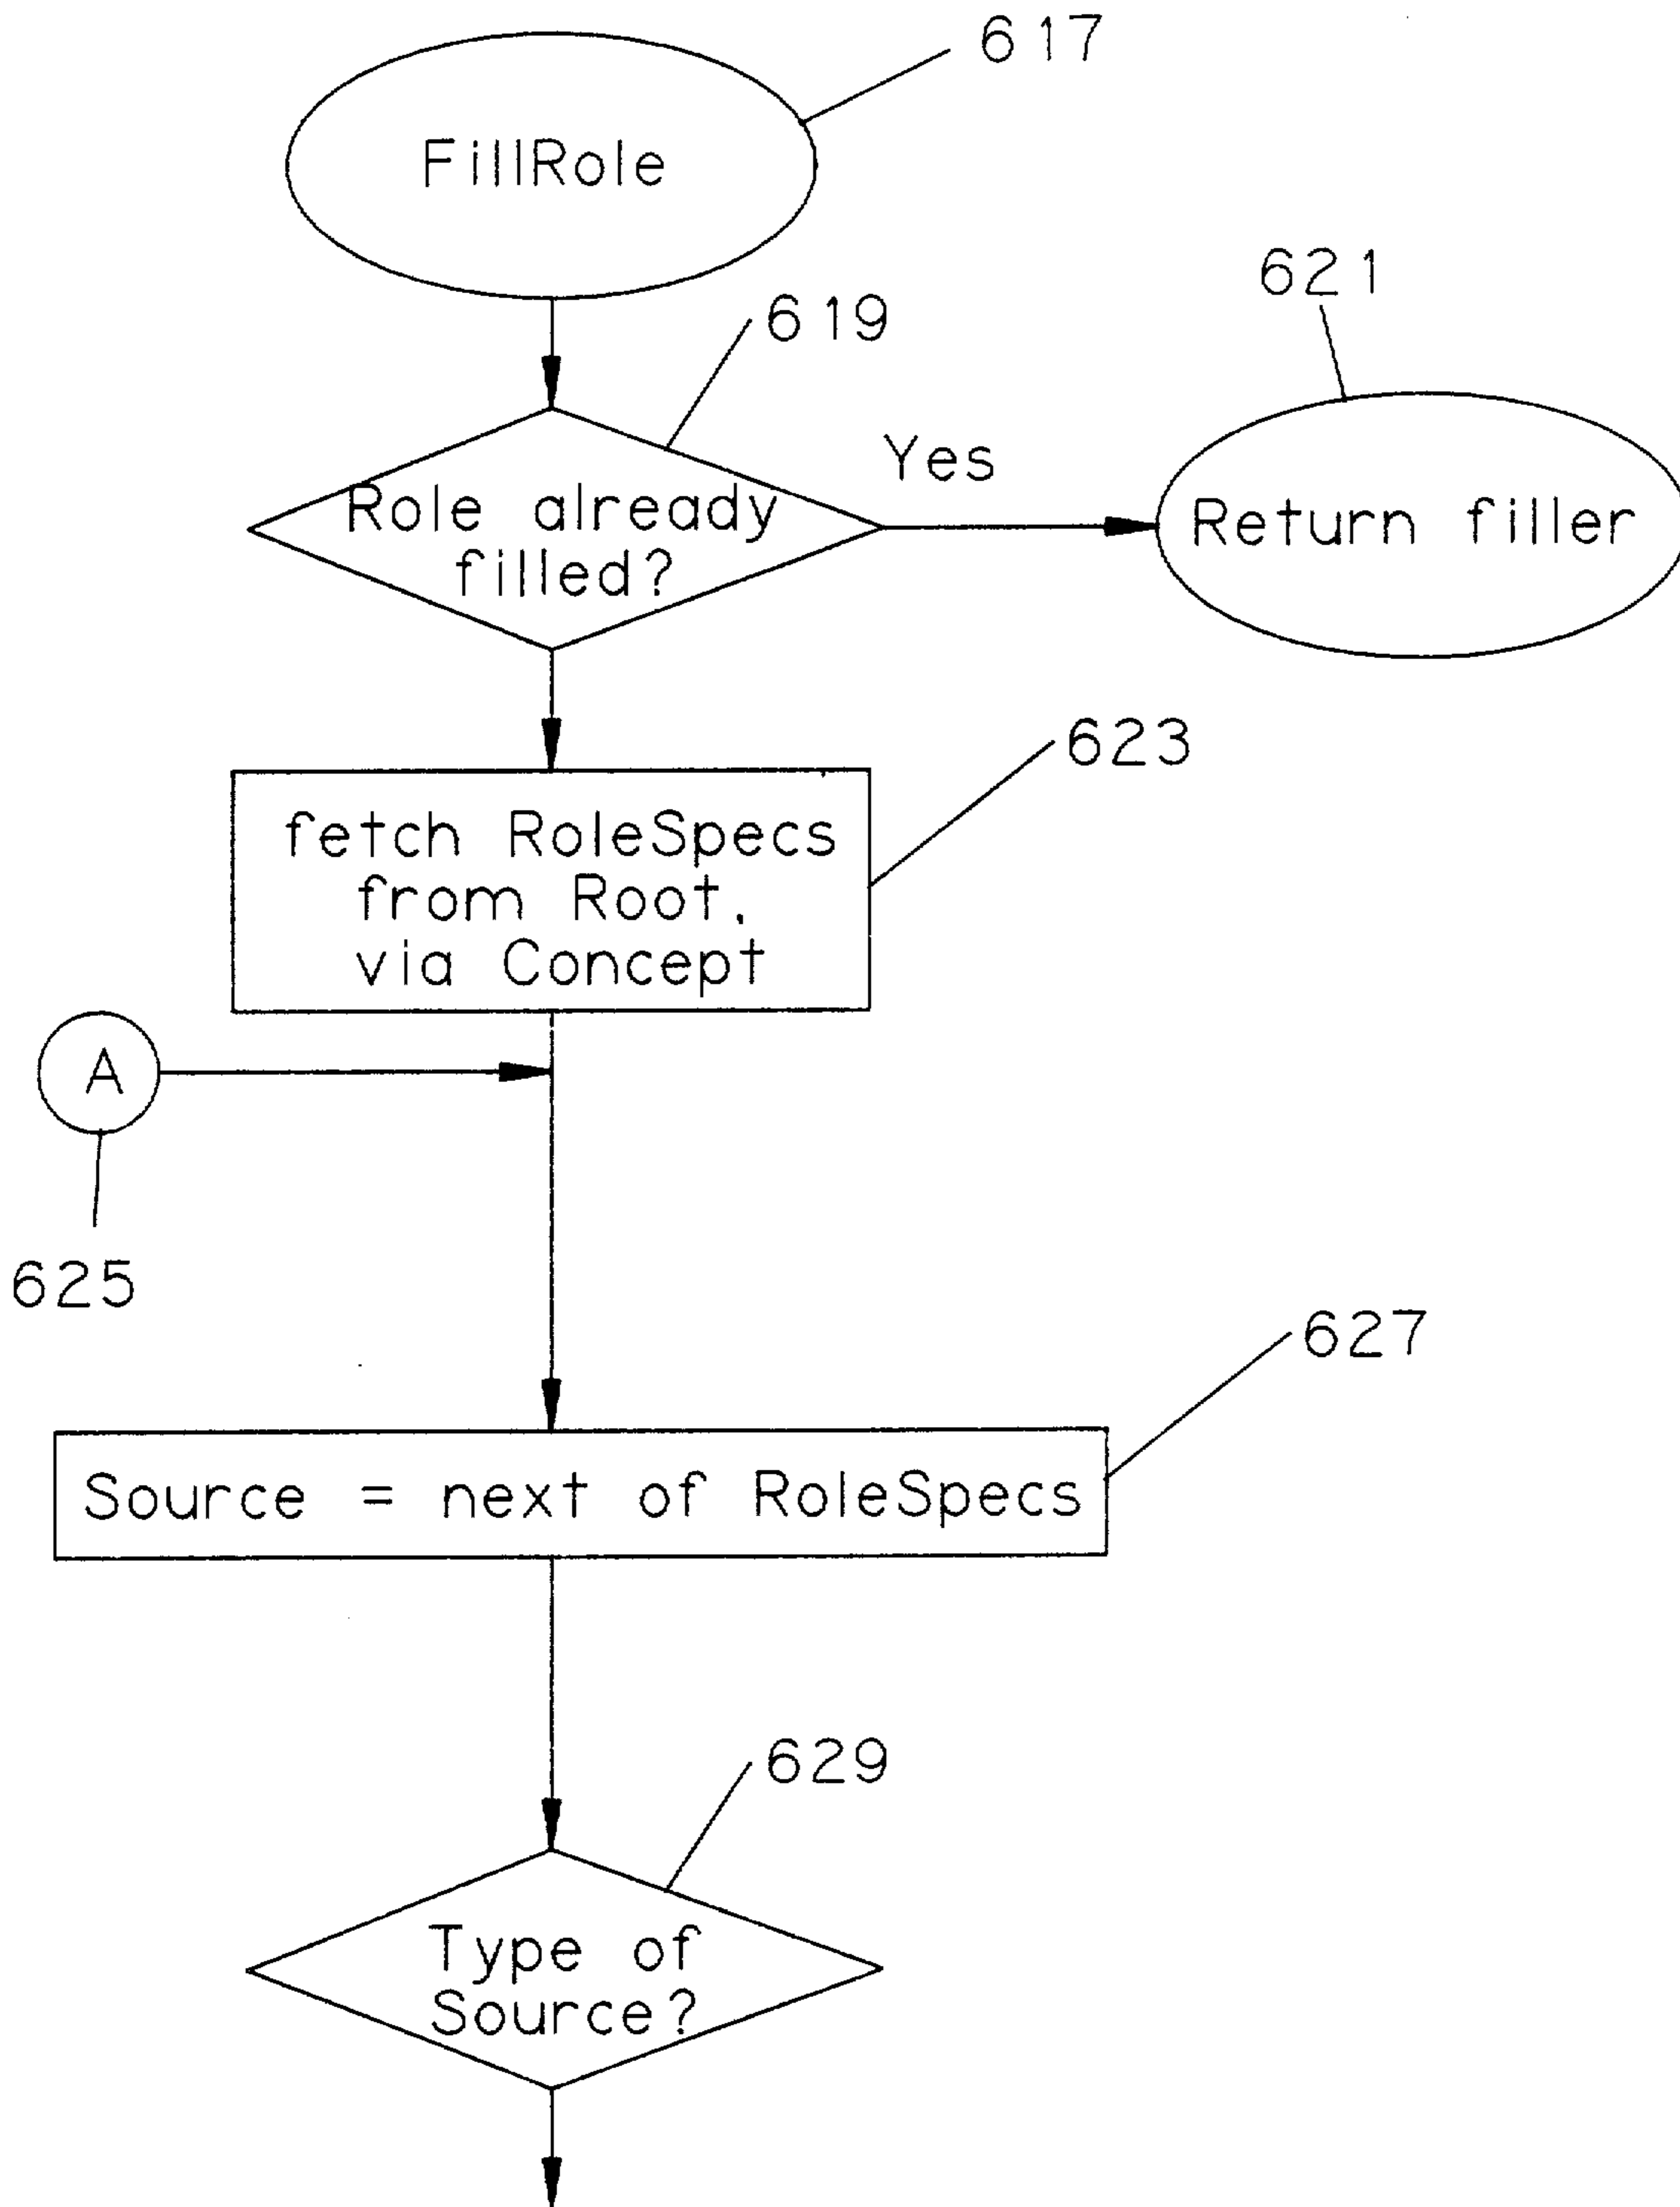 617
FillRole
621
619
Yes
Role already
filled?
Return filler
623
fetch RoleSpecs
from Root,
via Concept
A
625
627
Source = next of RoleSpecs
629
Type of
Source?